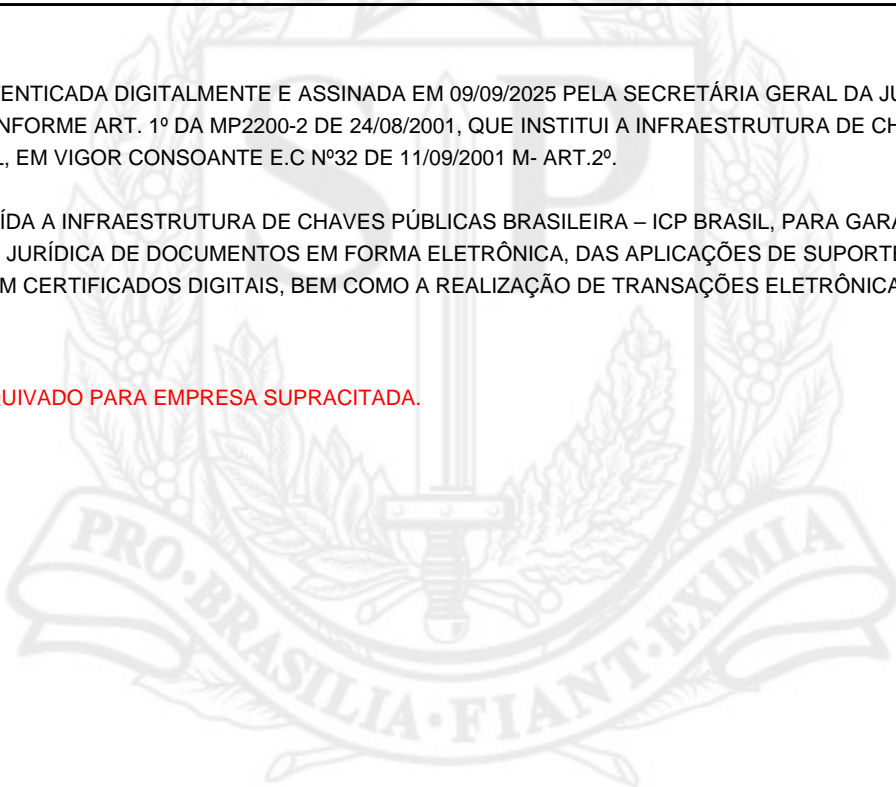 ENTICADA DIGITALMENTE E ASSINADA EM 09/09/2025 PELA SECRETÁRIA GERAL DA JU
NFORME ART. 1º DA MP2200-2 DE 24/08/2001, QUE INSTITUI A INFRAESTRUTURA DE CH
L, EM VIGOR CONSOANTE E.C Nº32 DE 11/09/2001 M- ART.2º.
ÍDA A INFRAESTRUTURA DE CHAVES PÚBLICAS BRASILEIRA – ICP BRASIL, PARA GARA
JURÍDICA DE DOCUMENTOS EM FORMA ELETRÔNICA, DAS APLICAÇÕES DE SUPORTE
M CERTIFICADOS DIGITAIS, BEM COMO A REALIZAÇÃO DE TRANSAÇÕES ELETRÔNICA
UIVADO PARA EMPRESA SUPRACITADA.
SP
PRO·BRASILIA·FIANT·EXIMIA